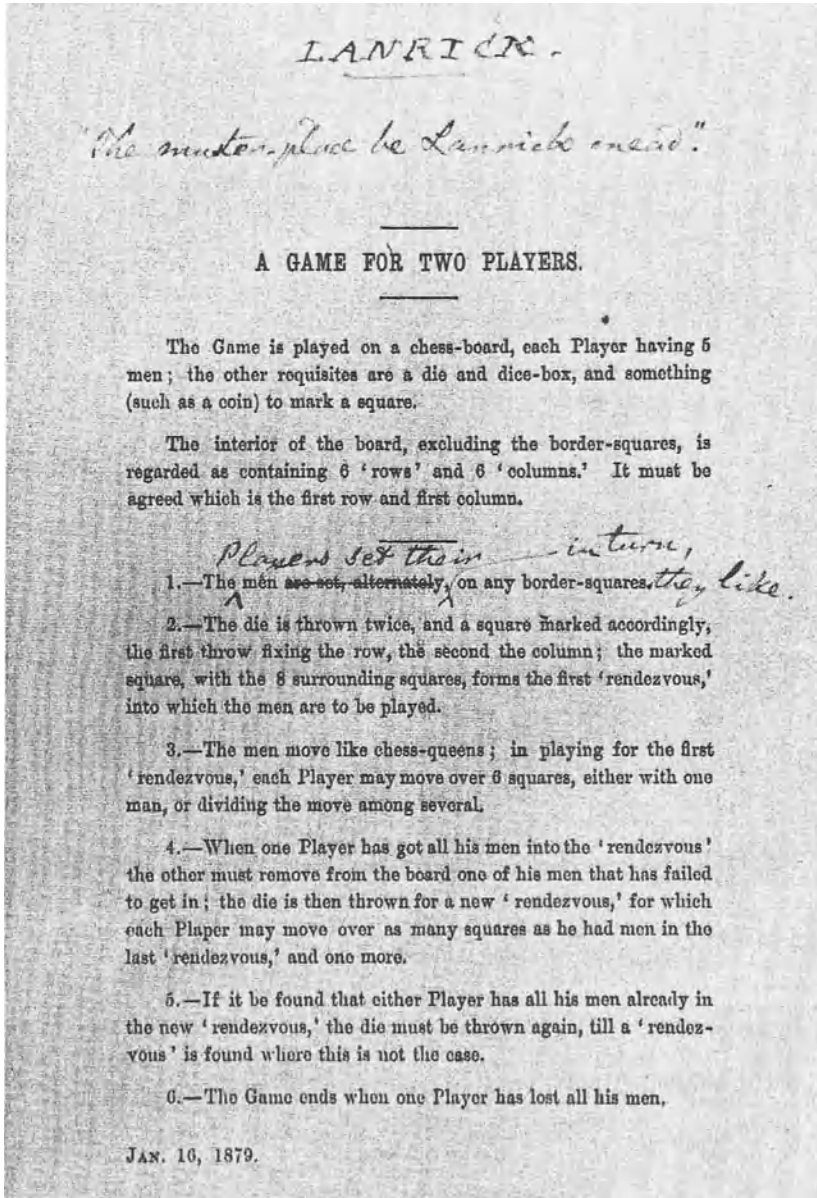 LANRICK.
"The muster-place be Lanrick mead".
A GAME FOR TWO PLAYERS.
The Game is played on a chess-board, each Player having 5
men; the other requisites are a die and dice-box, and something
(such as a coin) to mark a square.
The interior of the board, excluding the border-squares, is
regarded as containing 6 ‘rows’ and 6 ‘columns.’ It must be
agreed which is the first row and first column.
Players set their in turn,
1.—The men are set, alternately, on any border-squares. they like.
2.—The die is thrown twice, and a square marked accordingly,
the first throw fixing the row, the second the column; the marked
square, with the 8 surrounding squares, forms the first ‘rendezvous,’
into which the men are to be played.
3.—The men move like chess-queens; in playing for the first
‘rendezvous,’ each Player may move over 6 squares, either with one
man, or dividing the move among several.
4.—When one Player has got all his men into the ‘rendezvous’
the other must remove from the board one of his men that has failed
to get in; the die is then thrown for a new ‘rendezvous,’ for which
each Plaper may move over as many squares as he had men in the
last ‘rendezvous,’ and one more.
5.—If it be found that either Player has all his men already in
the new ‘rendezvous,’ the die must be thrown again, till a ‘rendez-
vous’ is found where this is not the case.
6.—The Game ends when one Player has lost all his men.
JAN. 16, 1879.